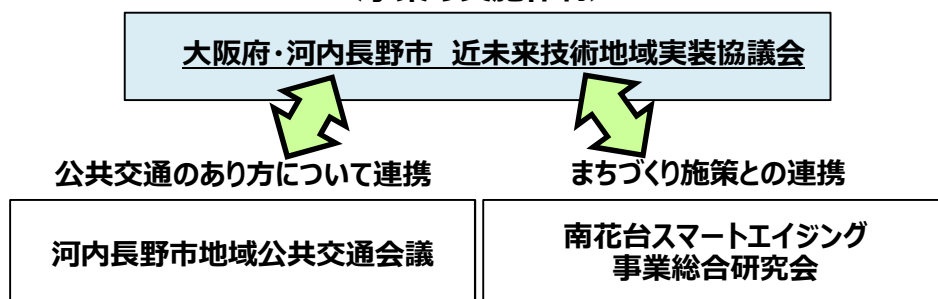 大阪府・河内長野市　近未来技術地域実装協議会
公共交通のあり方について連携
まちづくり施策との連携
河内長野市地域公共交通会議
南花台スマートエイジング
事業総合研究会